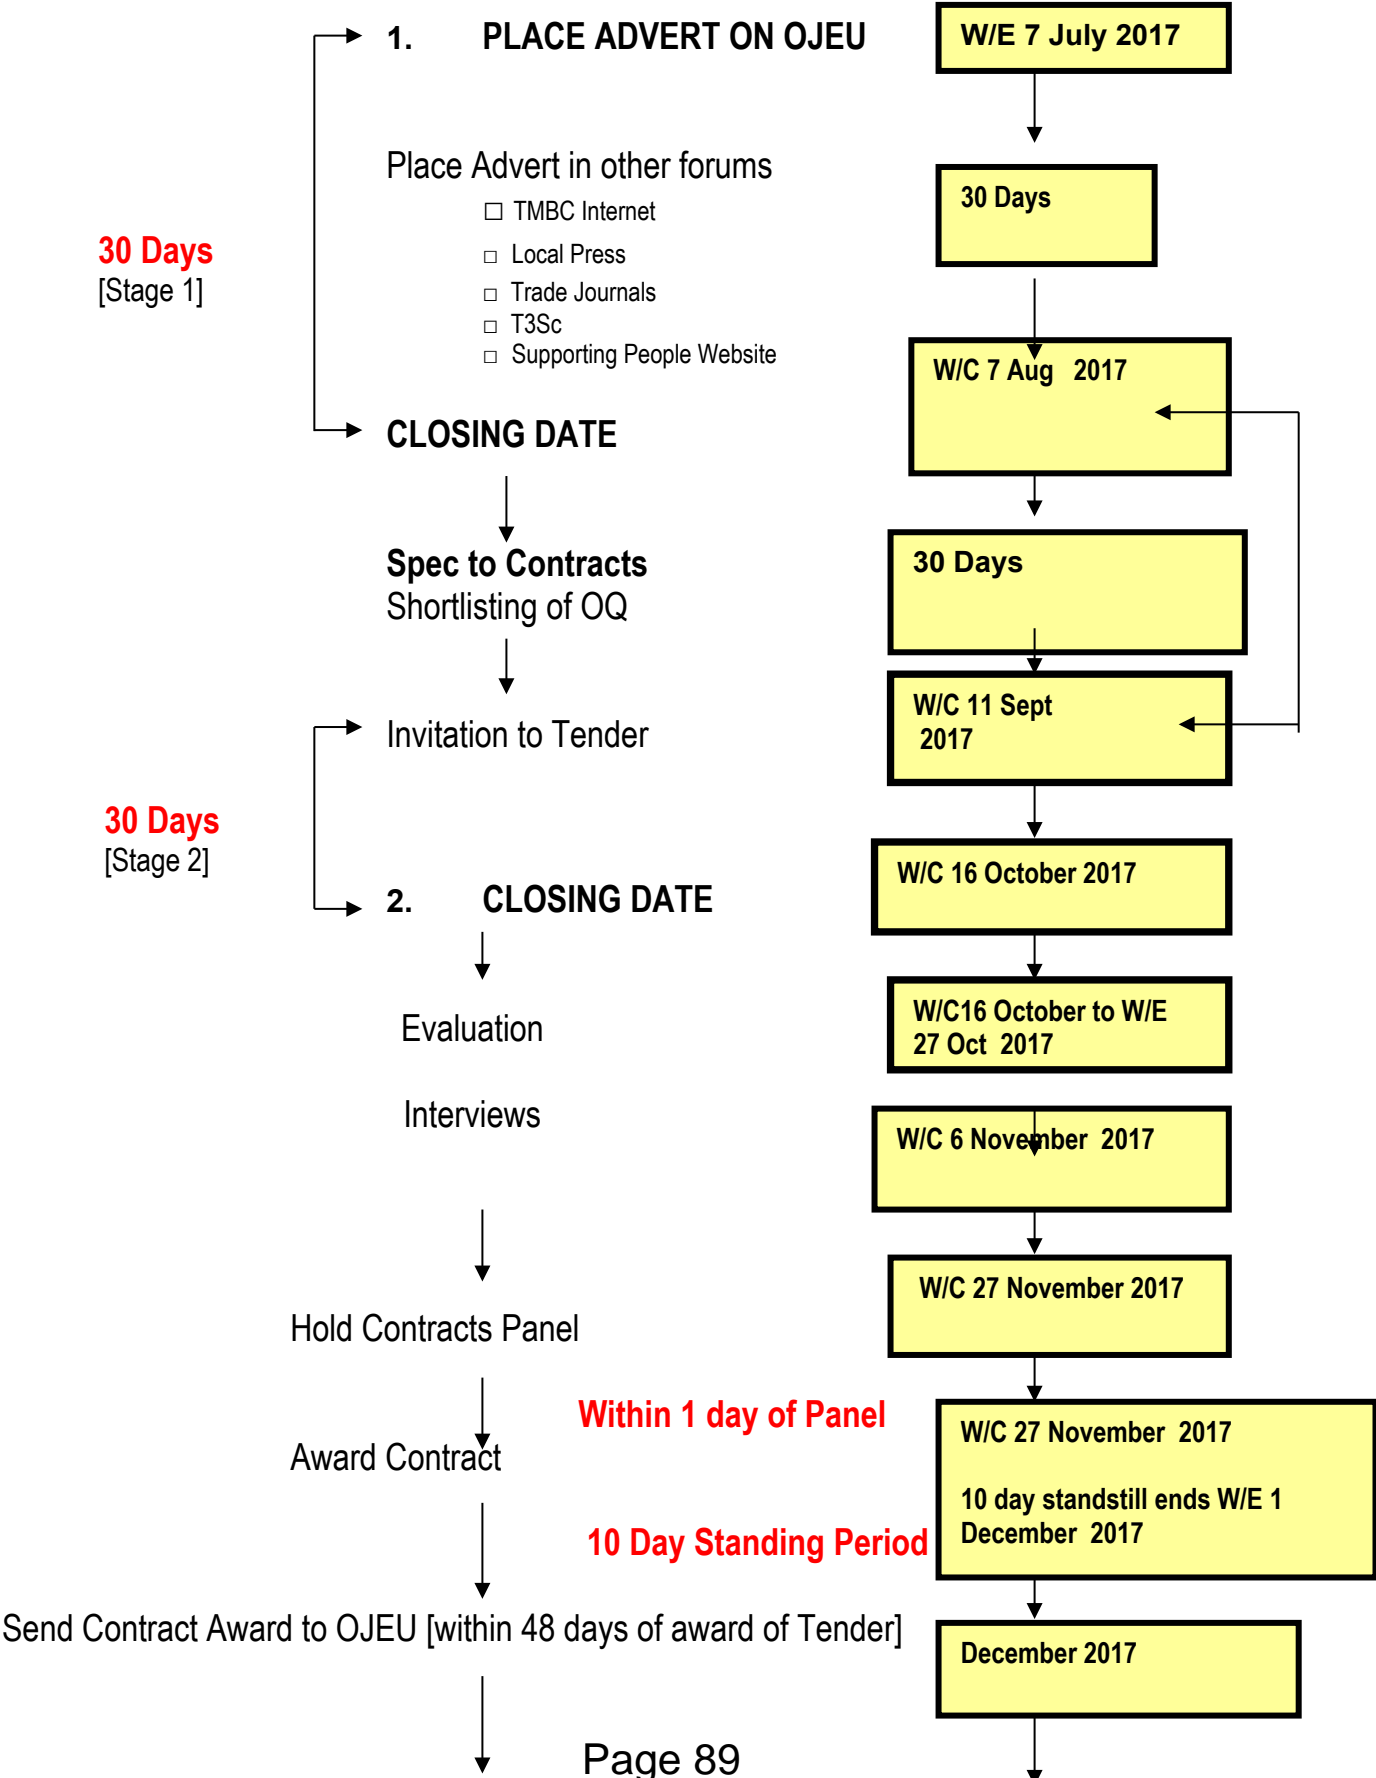 1. PLACE ADVERT ON OJEU
W/E 7 July 2017
Place Advert in other forums
□ TMBC Internet
30 Days
30 Days
[Stage 1]
□ Local Press
□ Trade Journals
□ T3Sc
□ Supporting People Website
W/C 7 Aug 2017
CLOSING DATE
Spec to Contracts
Shortlisting of OQ
30 Days
Invitation to Tender
W/C 11 Sept
2017
30 Days
[Stage 2]
W/C 16 October 2017
2. CLOSING DATE
Evaluation
W/C16 October to W/E
27 Oct 2017
Interviews
W/C 6 November 2017
W/C 27 November 2017
Hold Contracts Panel
Within 1 day of Panel
Award Contract
W/C 27 November 2017
10 day standstill ends W/E 1
December 2017
10 Day Standing Period
Send Contract Award to OJEU [within 48 days of award of Tender]
December 2017
Page 89